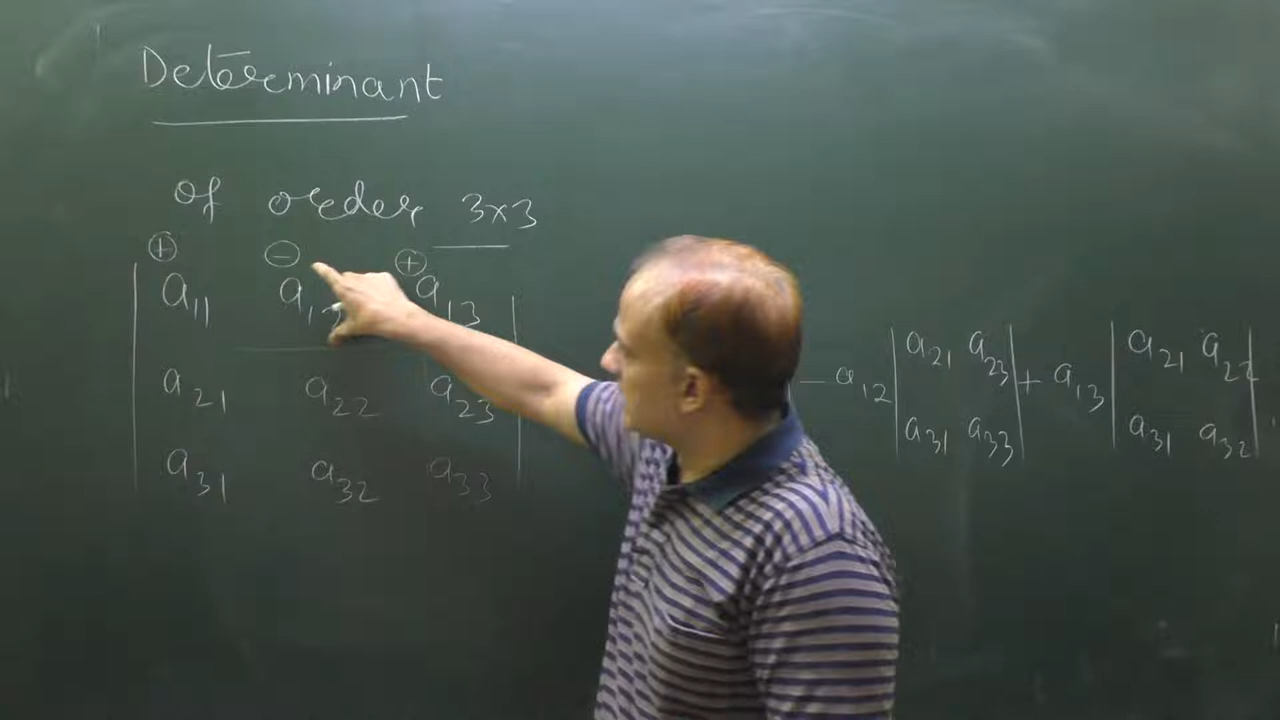 Determinant
of order 3x3
⊕ ⊖ ⊕
| a11 a12 a13 |
| a21 a22 a23 |
| a31 a32 a33 |
- a12 | a21 a23 | + a13 | a21 a22 |
| a31 a33 | | a31 a32 |